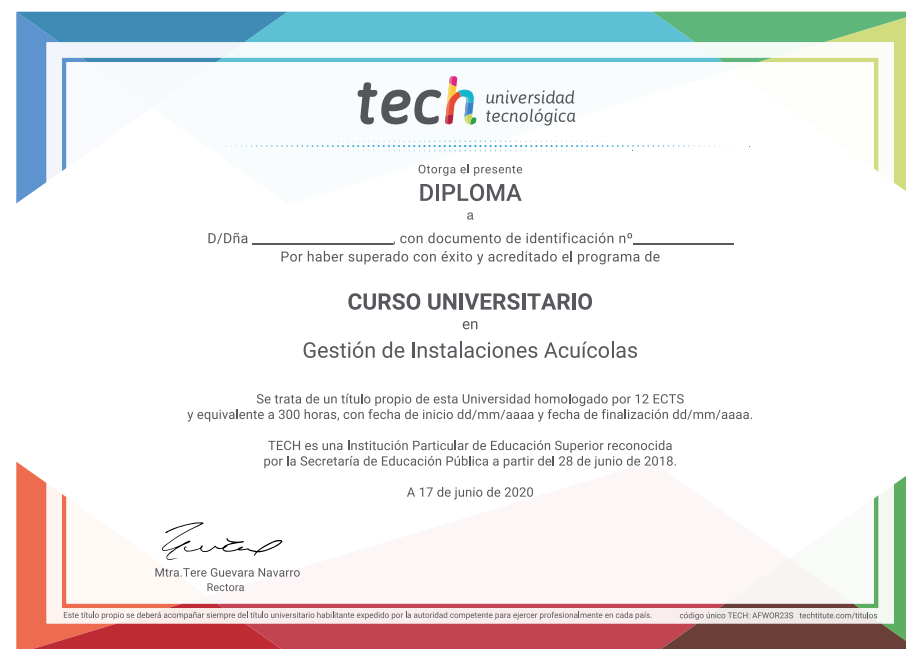 tech universidad
tecnológica
Otorga el presente
DIPLOMA
a
D/Dña ____________________, con documento de identificación nº______________
Por haber superado con éxito y acreditado el programa de
CURSO UNIVERSITARIO
en
Gestión de Instalaciones Acuícolas
Se trata de un título propio de esta Universidad homologado por 12 ECTS
y equivalente a 300 horas, con fecha de inicio dd/mm/aaaa y fecha de finalización dd/mm/aaaa.
TECH es una Institución Particular de Educación Superior reconocida
por la Secretaría de Educación Pública a partir del 28 de junio de 2018.
A 17 de junio de 2020
Mtra.Tere Guevara Navarro
Rectora
Este título propio se deberá acompañar siempre del título universitario habilitante expedido por la autoridad competente para ejercer profesionalmente en cada país. código único TECH: AFWOR23S techtitute.com/titulos